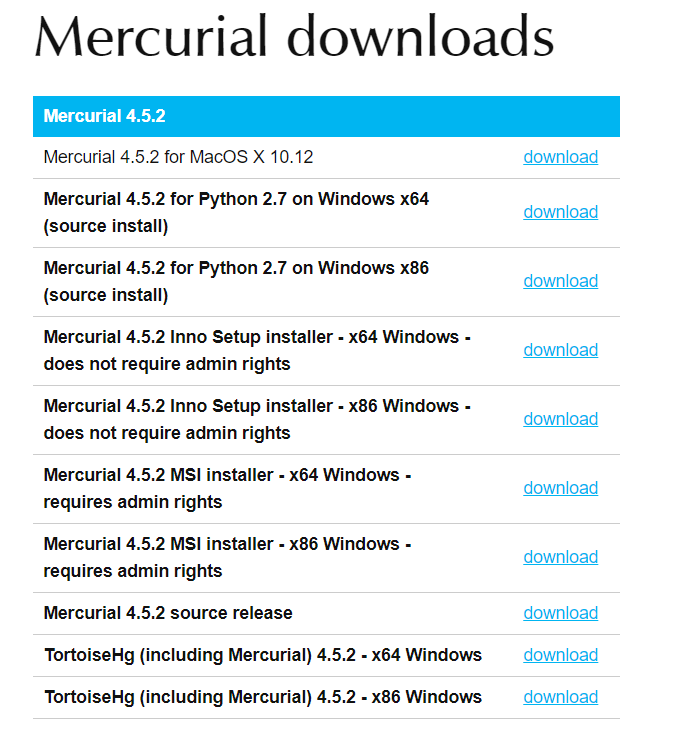 Mercurial downloads
Mercurial 4.5.2
Mercurial 4.5.2 for MacOS X 10.12 download
Mercurial 4.5.2 for Python 2.7 on Windows x64
(source install) download
Mercurial 4.5.2 for Python 2.7 on Windows x86
(source install) download
Mercurial 4.5.2 Inno Setup installer - x64 Windows -
does not require admin rights download
Mercurial 4.5.2 Inno Setup installer - x86 Windows -
does not require admin rights download
Mercurial 4.5.2 MSI installer - x64 Windows -
requires admin rights download
Mercurial 4.5.2 MSI installer - x86 Windows -
requires admin rights download
Mercurial 4.5.2 source release download
TortoiseHg (including Mercurial) 4.5.2 - x64 Windows download
TortoiseHg (including Mercurial) 4.5.2 - x86 Windows download